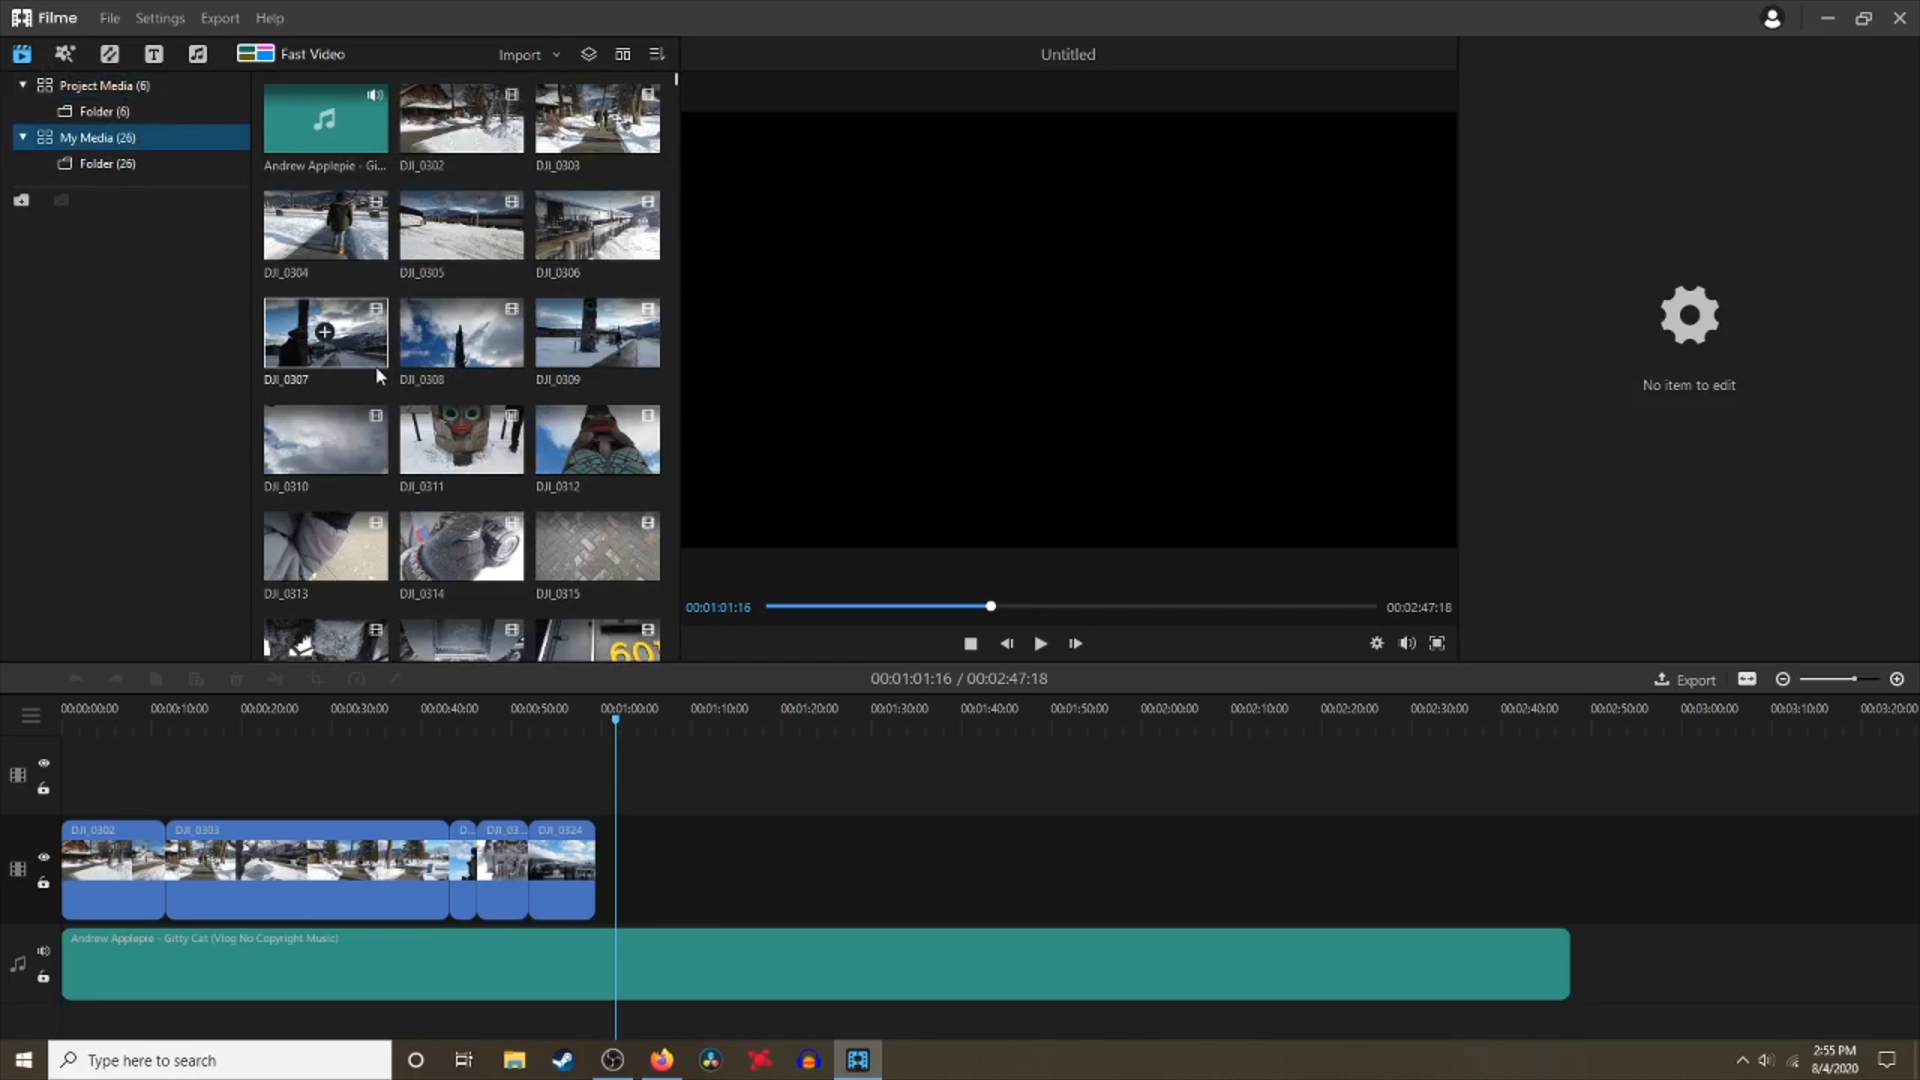 Filme File Settings Export Help
Fast Video Import Untitled
Project Media (6)
Folder (6)
My Media (26)
Folder (26)
Andrew Applepie - Gi... DJI_0302 DJI_0303
DJI_0304 DJI_0305 DJI_0306
DJI_0307 DJI_0308 DJI_0309
DJI_0310 DJI_0311 DJI_0312
DJI_0313 DJI_0314 DJI_0315
60
No item to edit
00:01:01:16 00:02:47:18
00:01:01:16 / 00:02:47:18 Export
00:00:00:00 00:00:10:00 00:00:20:00 00:00:30:00 00:00:40:00 00:00:50:00 00:01:00:00 00:01:10:00 00:01:20:00 00:01:30:00 00:01:40:00 00:01:50:00 00:02:00:00 00:02:10:00 00:02:20:00 00:02:30:00 00:02:40:00 00:02:50:00 00:03:00:00 00:03:10:00 00:03:20:00
DJI_0302 DJI_0303 D... DJI_03... DJI_0324
Andrew Applepie - Gitty Cat (Vlog No Copyright Music)
Type here to search
2:55 PM
8/4/2020